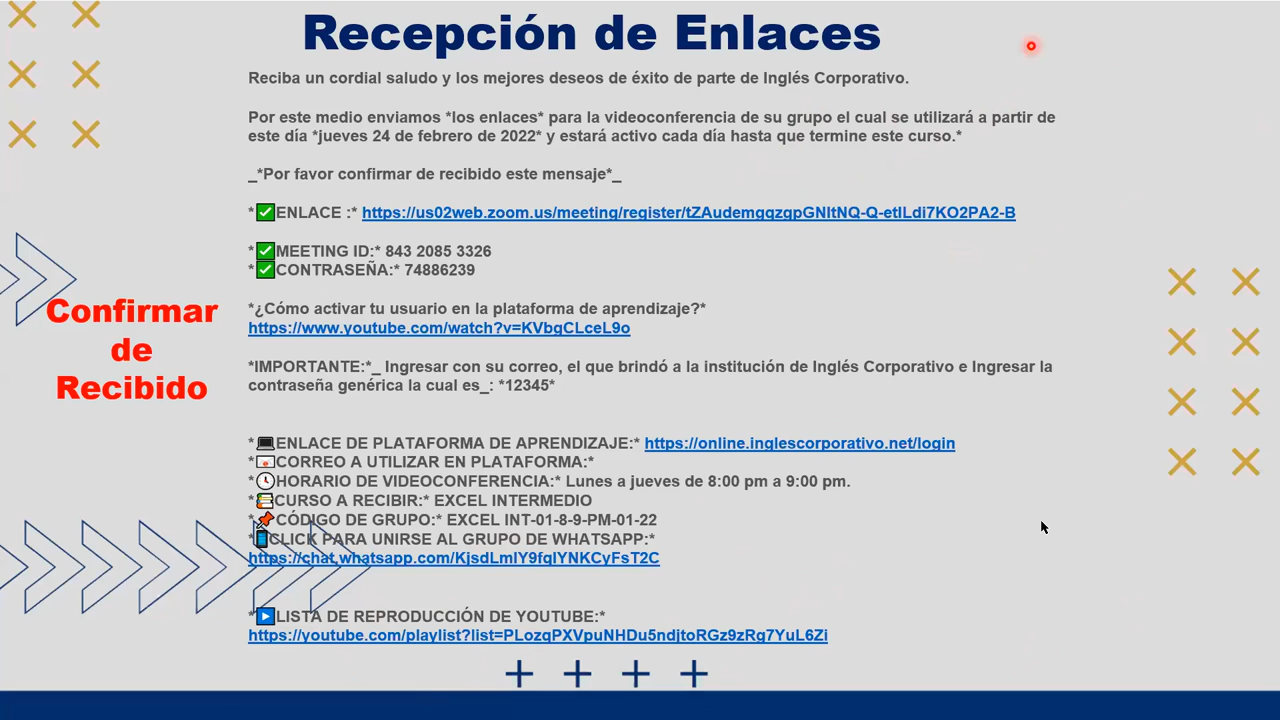 Recepción de Enlaces
Reciba un cordial saludo y los mejores deseos de éxito de parte de Inglés Corporativo.
Por este medio enviamos *los enlaces* para la videoconferencia de su grupo el cual se utilizará a partir de
este día *jueves 24 de febrero de 2022* y estará activo cada día hasta que termine este curso.*
_*Por favor confirmar de recibido este mensaje*_
*✅ENLACE :* https://us02web.zoom.us/meeting/register/tZAudemgqzgpGNltNQ-Q-etlLdi7KO2PA2-B
*✅MEETING ID:* 843 2085 3326
*✅CONTRASEÑA:* 74886239
Confirmar
de
Recibido
*¿Cómo activar tu usuario en la plataforma de aprendizaje?*
https://www.youtube.com/watch?v=KVbgCLceL9o
*IMPORTANTE:*_ Ingresar con su correo, el que brindó a la institución de Inglés Corporativo e Ingresar la
contraseña genérica la cual es_: *12345*
*💻ENLACE DE PLATAFORMA DE APRENDIZAJE:* https://online.inglescorporativo.net/login
*📧CORREO A UTILIZAR EN PLATAFORMA:*
*🕓HORARIO DE VIDEOCONFERENCIA:* Lunes a jueves de 8:00 pm a 9:00 pm.
*📚CURSO A RECIBIR:* EXCEL INTERMEDIO
*📌CÓDIGO DE GRUPO:* EXCEL INT-01-8-9-PM-01-22
*📱CLICK PARA UNIRSE AL GRUPO DE WHATSAPP:*
https://chat.whatsapp.com/KjsdLmlY9fqlYNKCyFsT2C
*▶️LISTA DE REPRODUCCIÓN DE YOUTUBE:*
https://youtube.com/playlist?list=PLozqPXVpuNHDu5ndjtoRGz9zRg7YuL6Zi